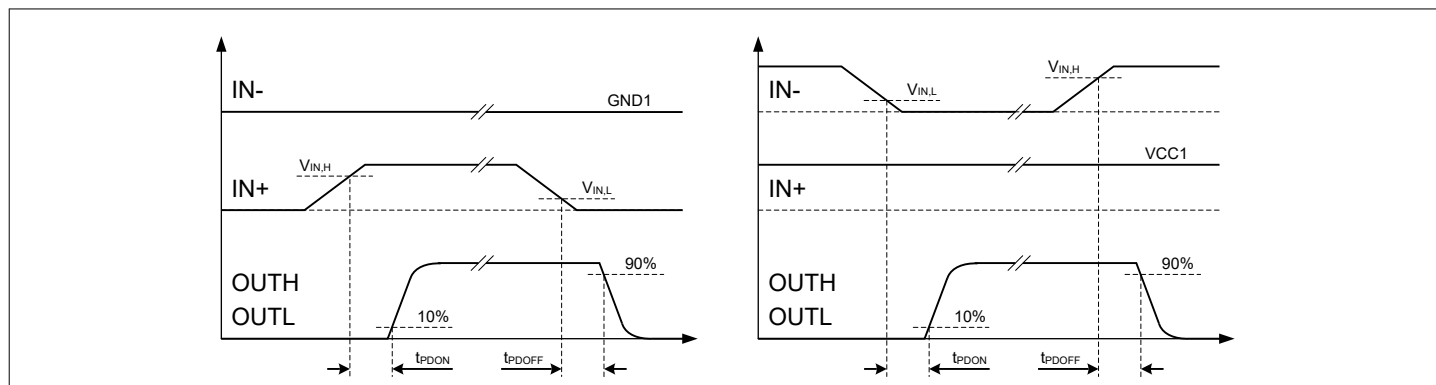 IN-
GND1
VIN,H
IN+
VIN,L
90%
OUTH
OUTL
10%
tPDON
tPDOFF
VIN,H
IN-
VIN,L
VCC1
IN+
90%
OUTH
OUTL
10%
tPDON
tPDOFF